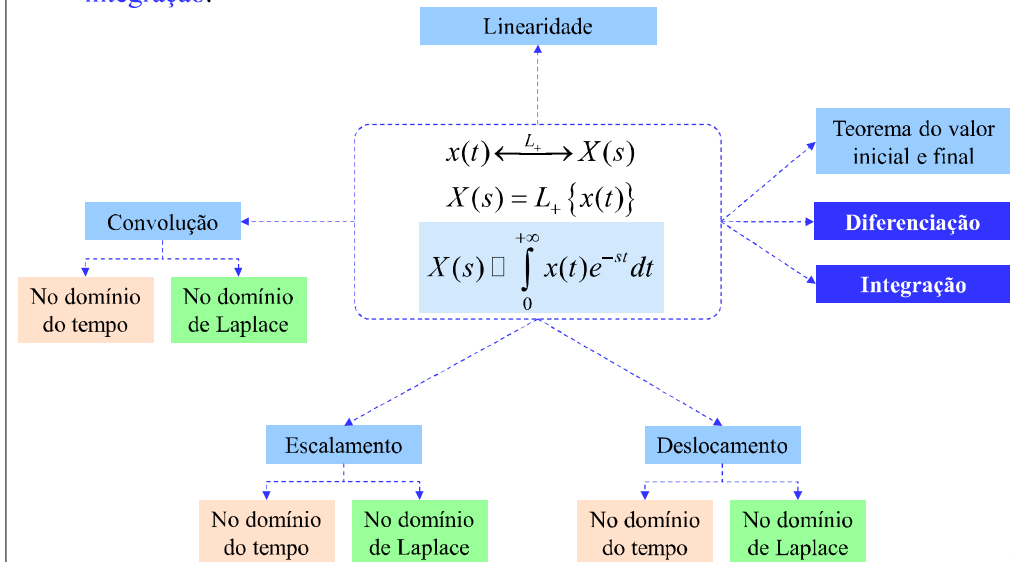 integração.
Linearidade
x(t) ⟷ X(s)
L₊
X(s) = L₊ {x(t)}
X(s) □ ∫₀⁺∞ x(t)e⁻ˢᵗ dt
Teorema do valor
inicial e final
Diferenciação
Integração
Convolução
No domínio
do tempo
No domínio
de Laplace
Escalamento
No domínio
do tempo
No domínio
de Laplace
Deslocamento
No domínio
do tempo
No domínio
de Laplace